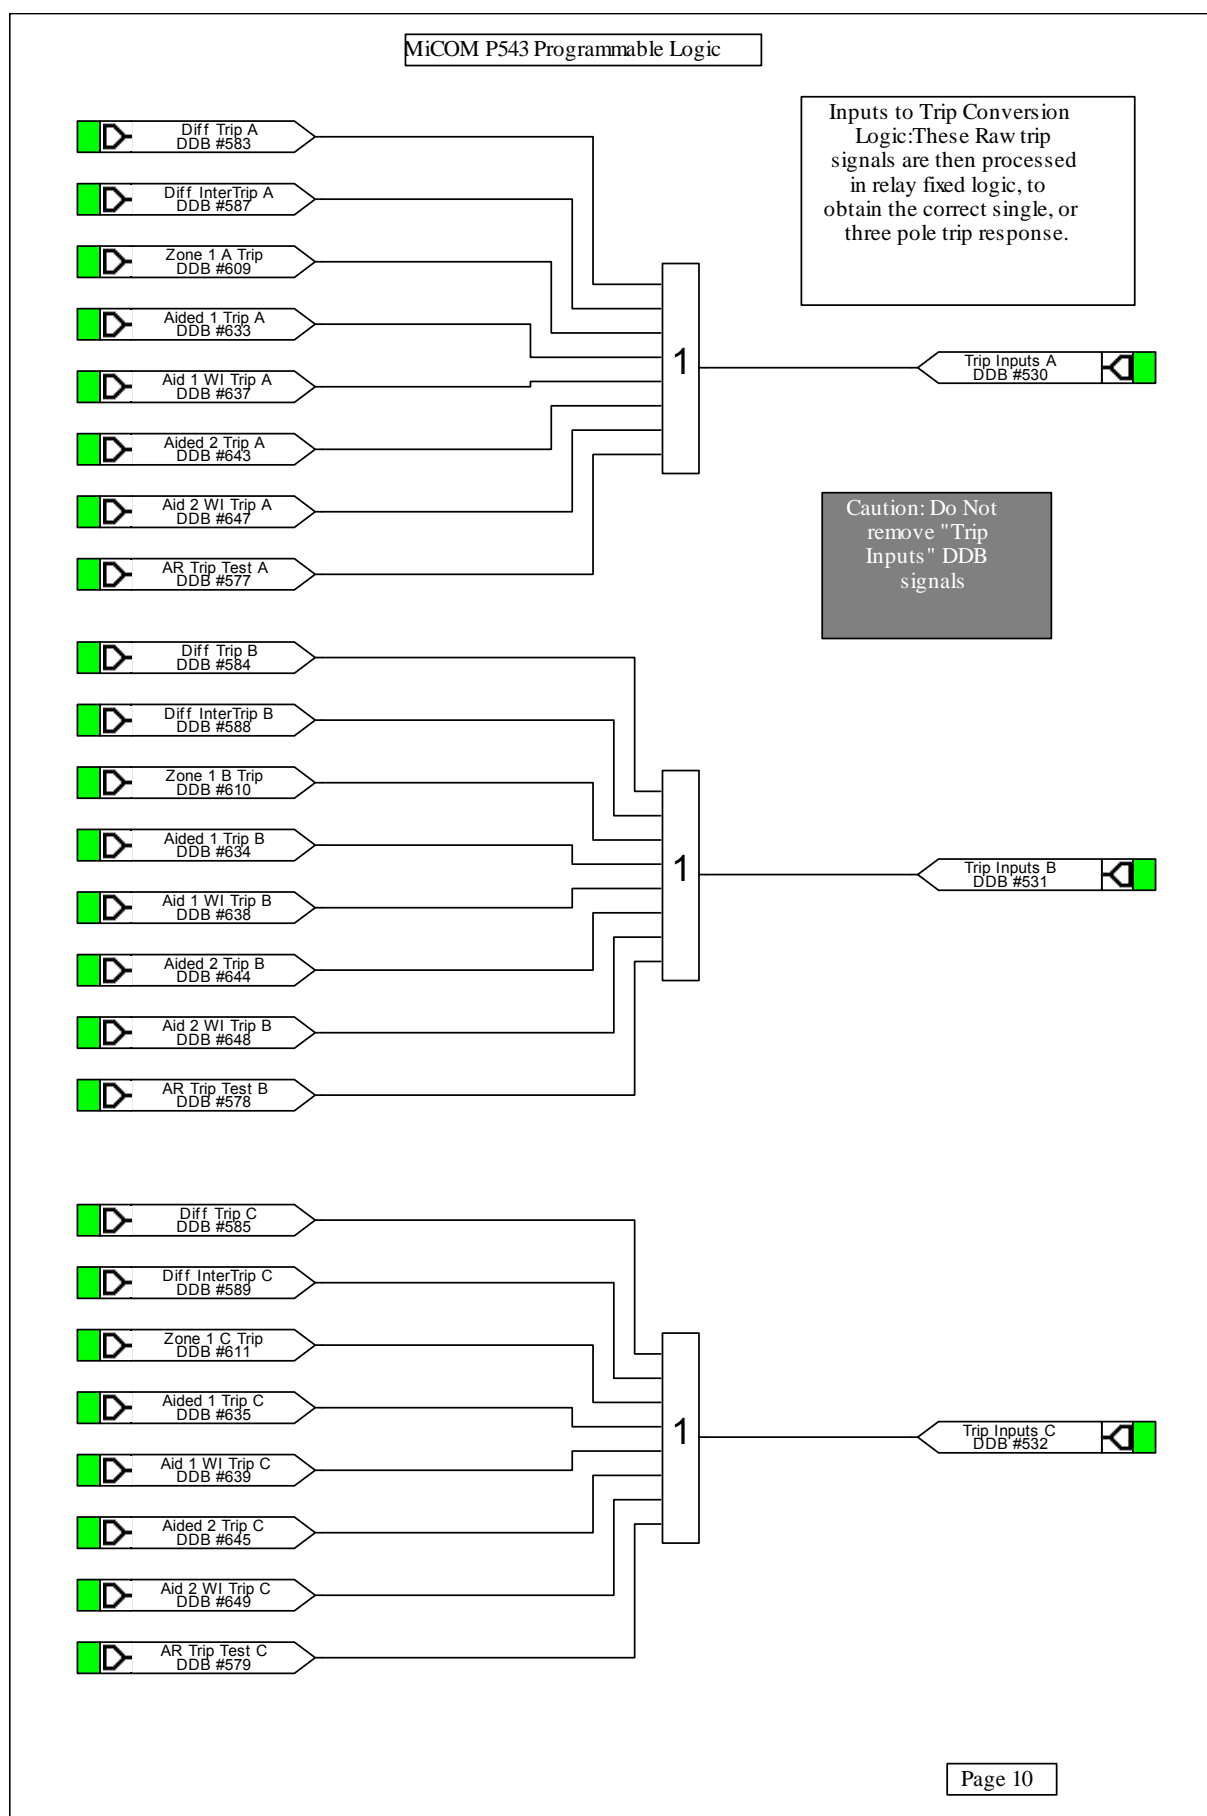 MiCOM P543 Programmable Logic
Inputs to Trip Conversion
Logic:These Raw trip
signals are then processed
in relay fixed logic, to
obtain the correct single, or
three pole trip response.
Diff Trip A
DDB #583
Diff InterTrip A
DDB #587
Zone 1 A Trip
DDB #609
Aided 1 Trip A
DDB #633
Aid 1 WI Trip A
DDB #637
Aided 2 Trip A
DDB #643
Aid 2 WI Trip A
DDB #647
AR Trip Test A
DDB #577
1
Trip Inputs A
DDB #530
Caution: Do Not
remove "Trip
Inputs" DDB
signals
Diff Trip B
DDB #584
Diff InterTrip B
DDB #588
Zone 1 B Trip
DDB #610
Aided 1 Trip B
DDB #634
Aid 1 WI Trip B
DDB #638
Aided 2 Trip B
DDB #644
Aid 2 WI Trip B
DDB #648
AR Trip Test B
DDB #578
1
Trip Inputs B
DDB #531
Diff Trip C
DDB #585
Diff InterTrip C
DDB #589
Zone 1 C Trip
DDB #611
Aided 1 Trip C
DDB #635
Aid 1 WI Trip C
DDB #639
Aided 2 Trip C
DDB #645
Aid 2 WI Trip C
DDB #649
AR Trip Test C
DDB #579
1
Trip Inputs C
DDB #532
Page 10